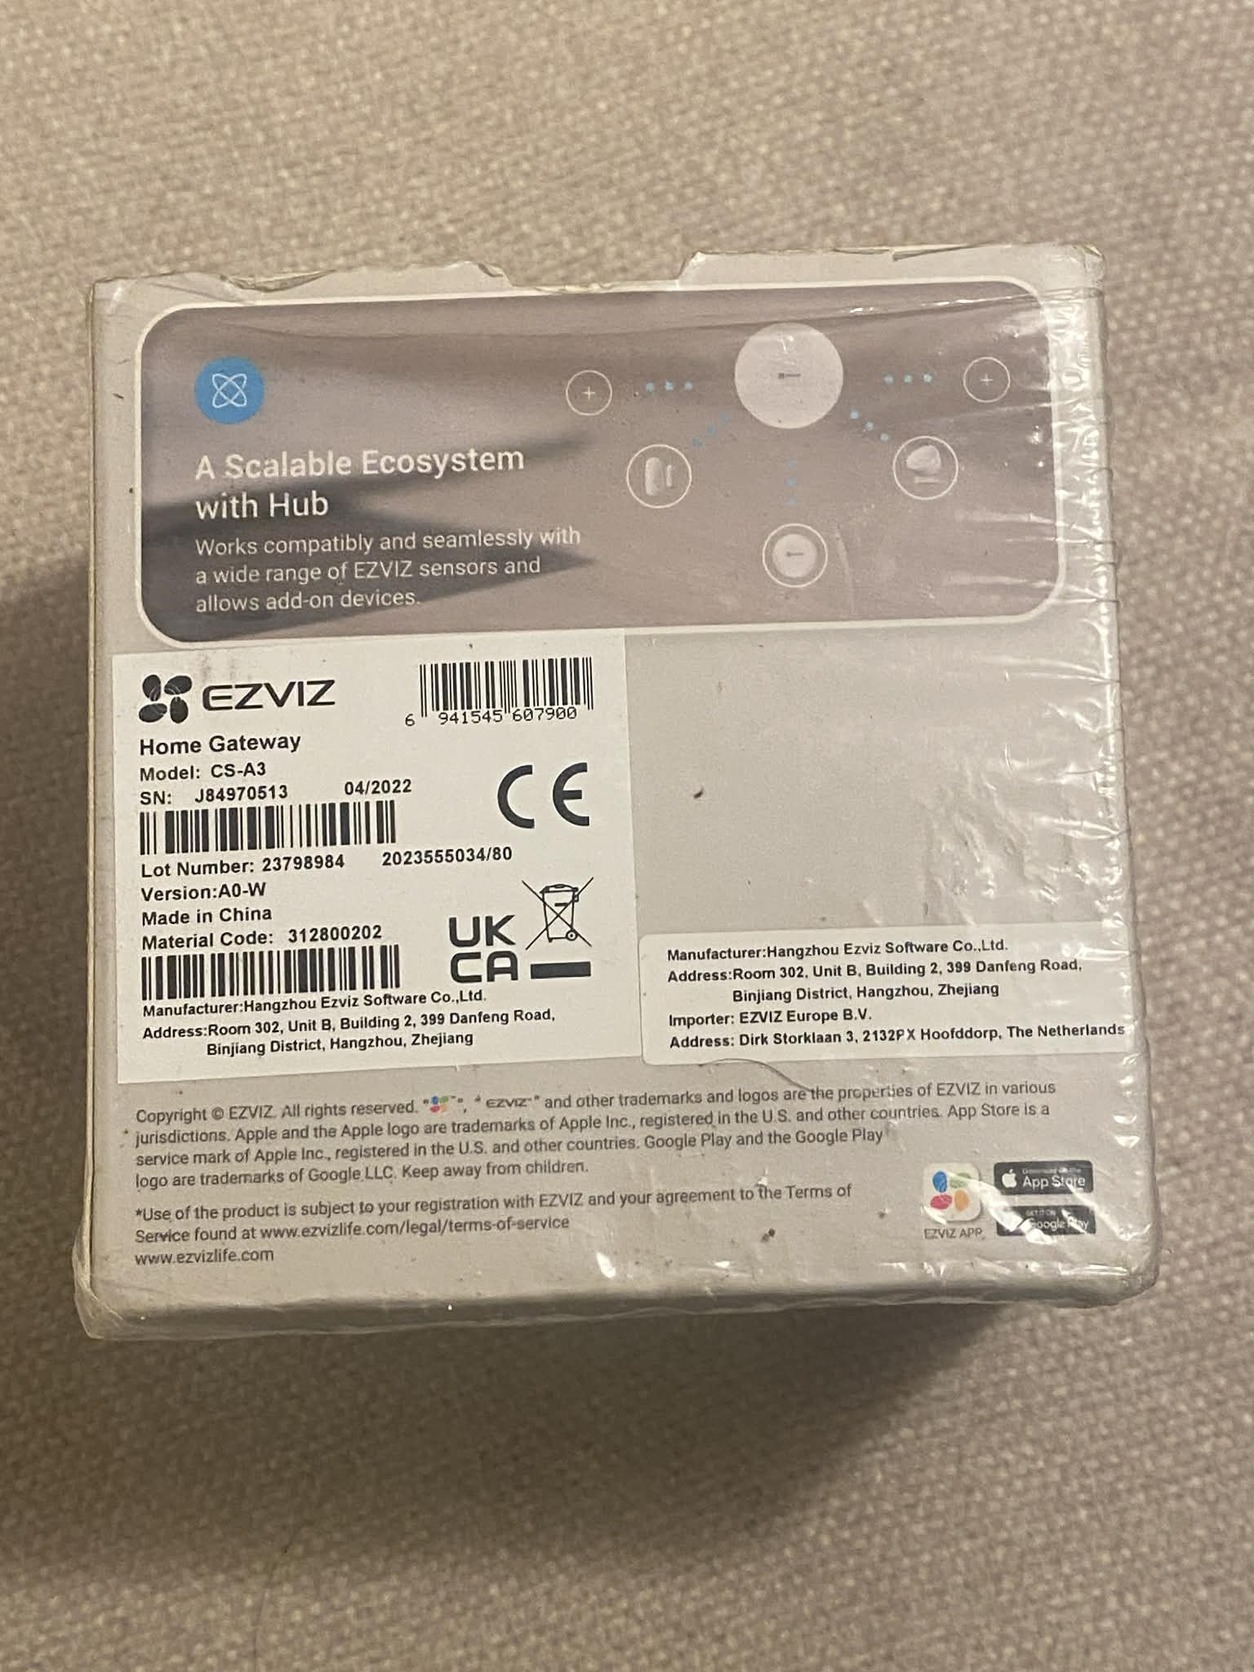 A Scalable Ecosystem
with Hub
Works compatibly and seamlessly with
a wide range of EZVIZ sensors and
allows add-on devices.
EZVIZ
6 941545 607900
Home Gateway
Model: CS-A3
SN: J84970513 04/2022
CE
Lot Number: 23798984 2023555034/80
Version:A0-W
Made in China
Material Code: 312800202
UK
CA
Manufacturer:Hangzhou Ezviz Software Co.,Ltd.
Address:Room 302, Unit B, Building 2, 399 Danfeng Road,
Binjiang District, Hangzhou, Zhejiang
Manufacturer:Hangzhou Ezviz Software Co.,Ltd.
Address:Room 302, Unit B, Building 2, 399 Danfeng Road,
Binjiang District, Hangzhou, Zhejiang
Importer: EZVIZ Europe B.V.
Address: Dirk Storklaan 3, 2132PX Hoofddorp, The Netherlands
Copyright © EZVIZ. All rights reserved. "™", "EZVIZ™" and other trademarks and logos are the properties of EZVIZ in various
jurisdictions. Apple and the Apple logo are trademarks of Apple Inc., registered in the U.S. and other countries. App Store is a
service mark of Apple Inc., registered in the U.S. and other countries. Google Play and the Google Play
logo are trademarks of Google LLC. Keep away from children.
*Use of the product is subject to your registration with EZVIZ and your agreement to the Terms of
Service found at www.ezvizlife.com/legal/terms-of-service
www.ezvizlife.com
EZVIZ APP
Download on the
App Store
GET IT ON
Google Play